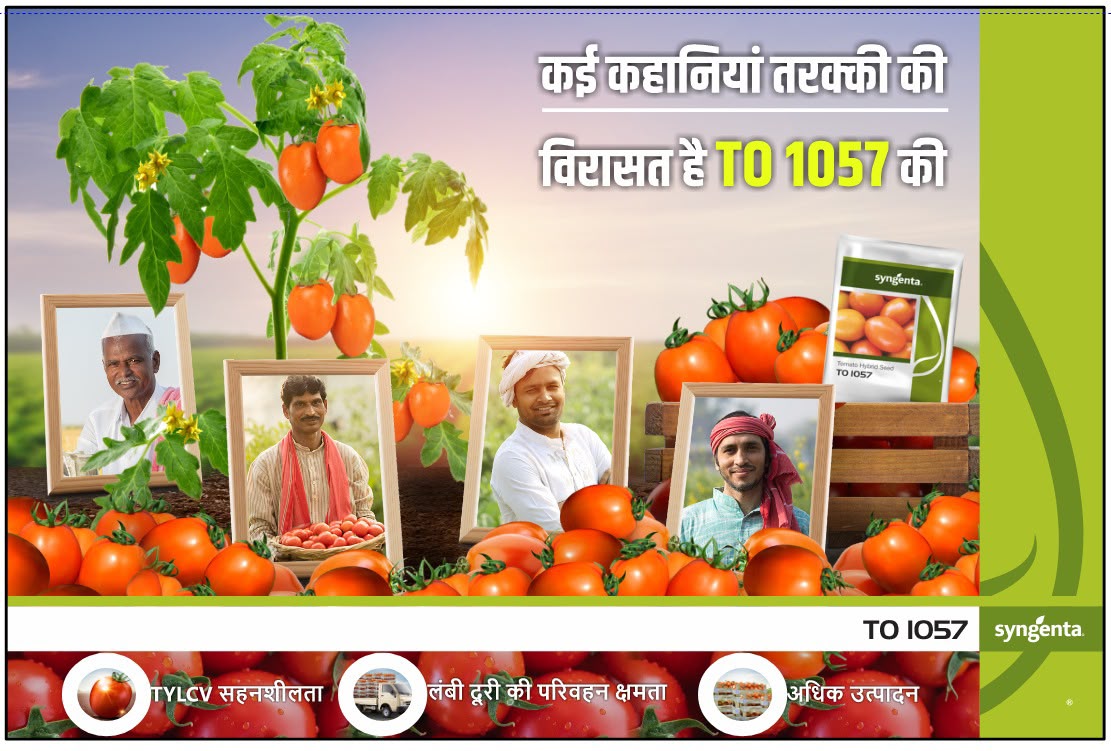 कई कहानियां तरक्की की
विरासत है TO 1057 की
syngenta.
Tomato Hybrid Seed
TO 1057
TO 1057
syngenta.
TYLCV सहनशीलता
लंबी दूरी की परिवहन क्षमता
अधिक उत्पादन
®